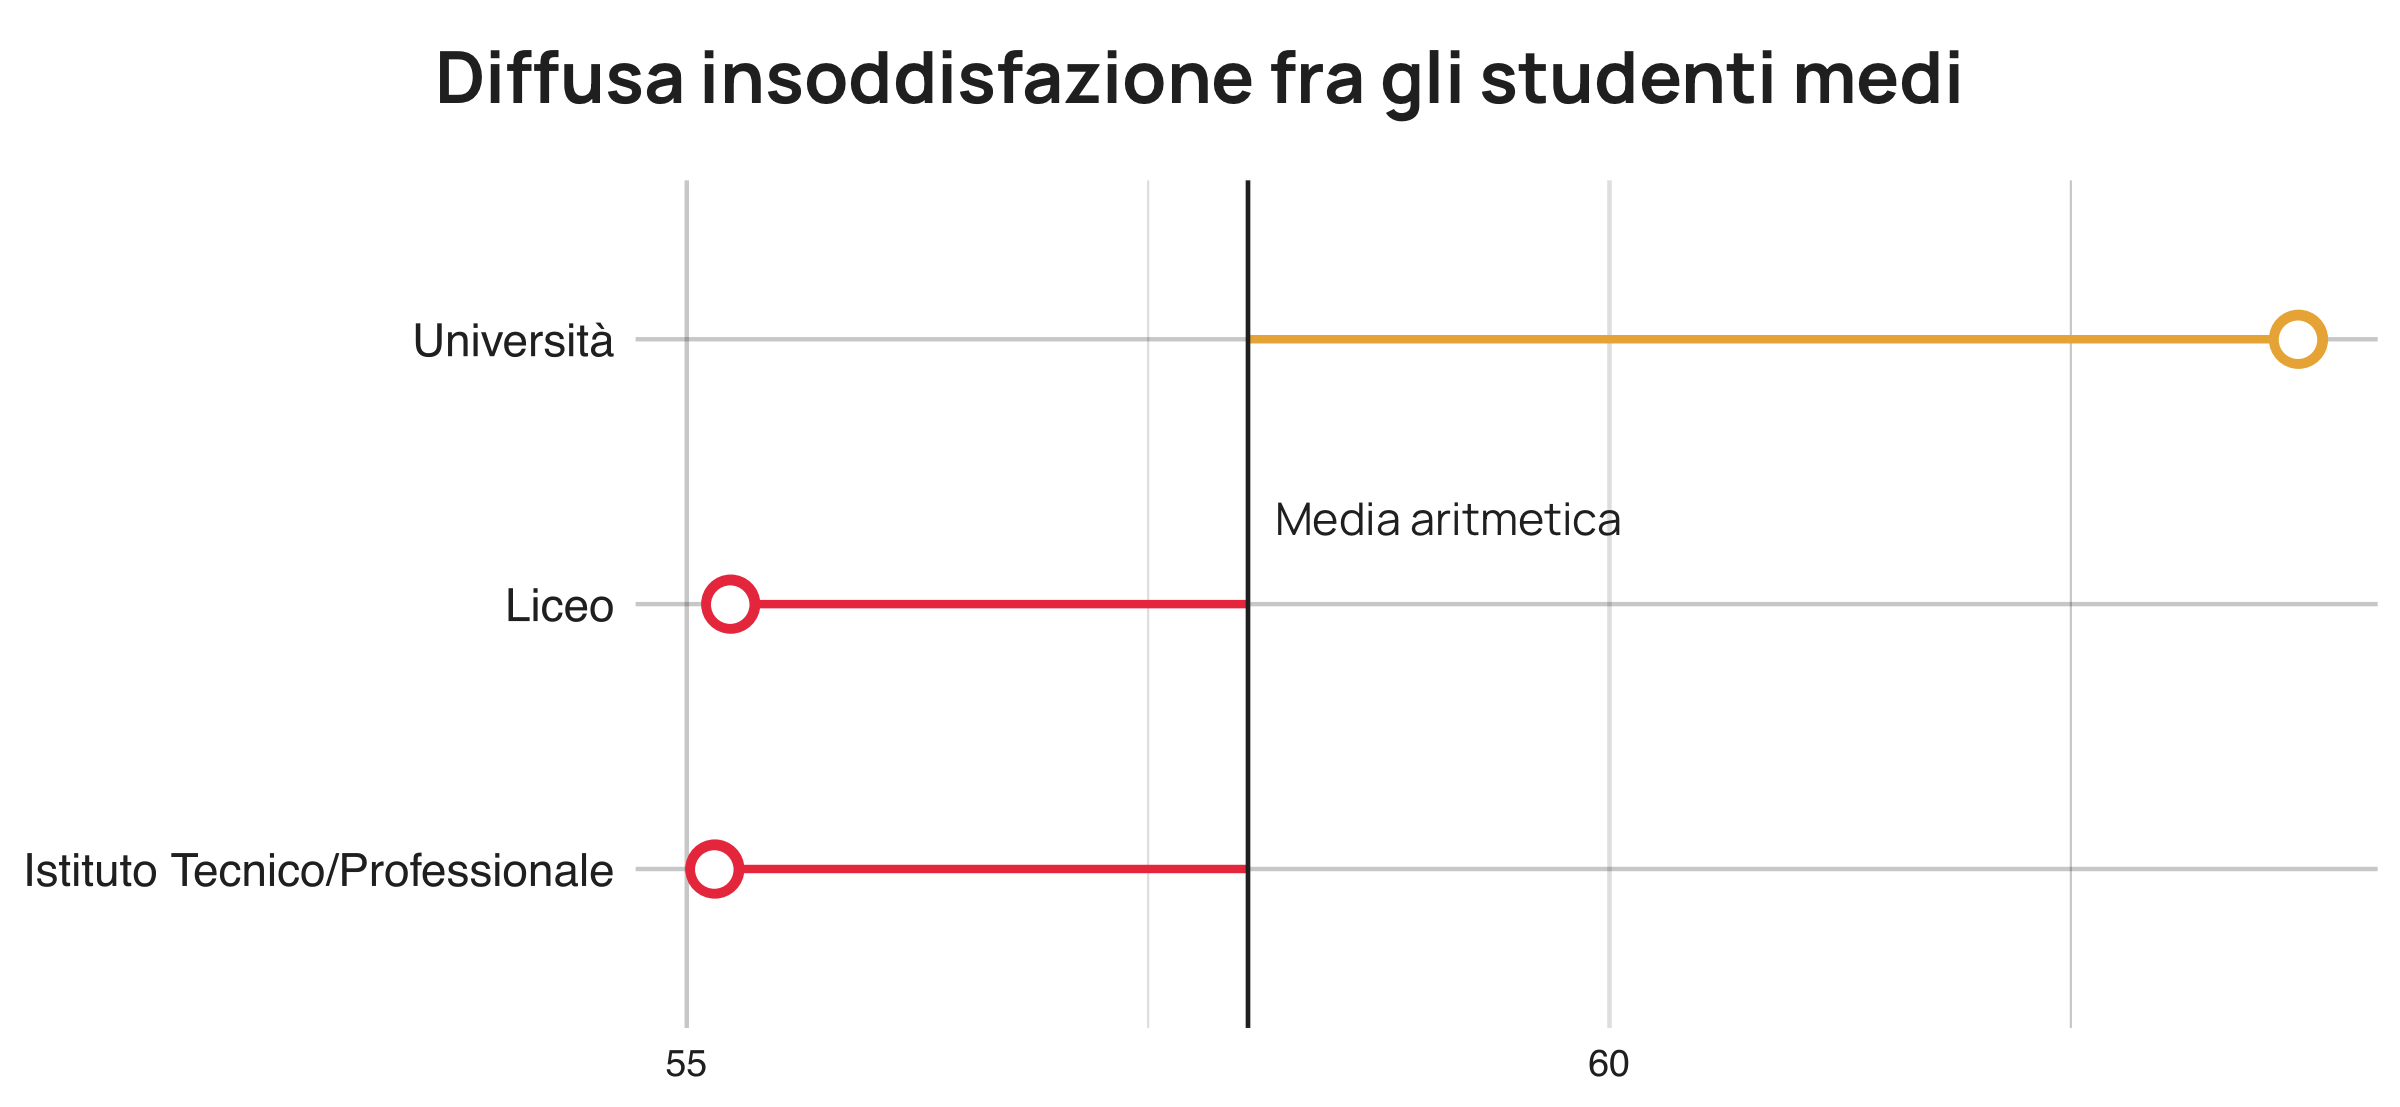 Diffusa insoddisfazione fra gli studenti medi
Università
Media aritmetica
Liceo
Istituto Tecnico/Professionale
55
60